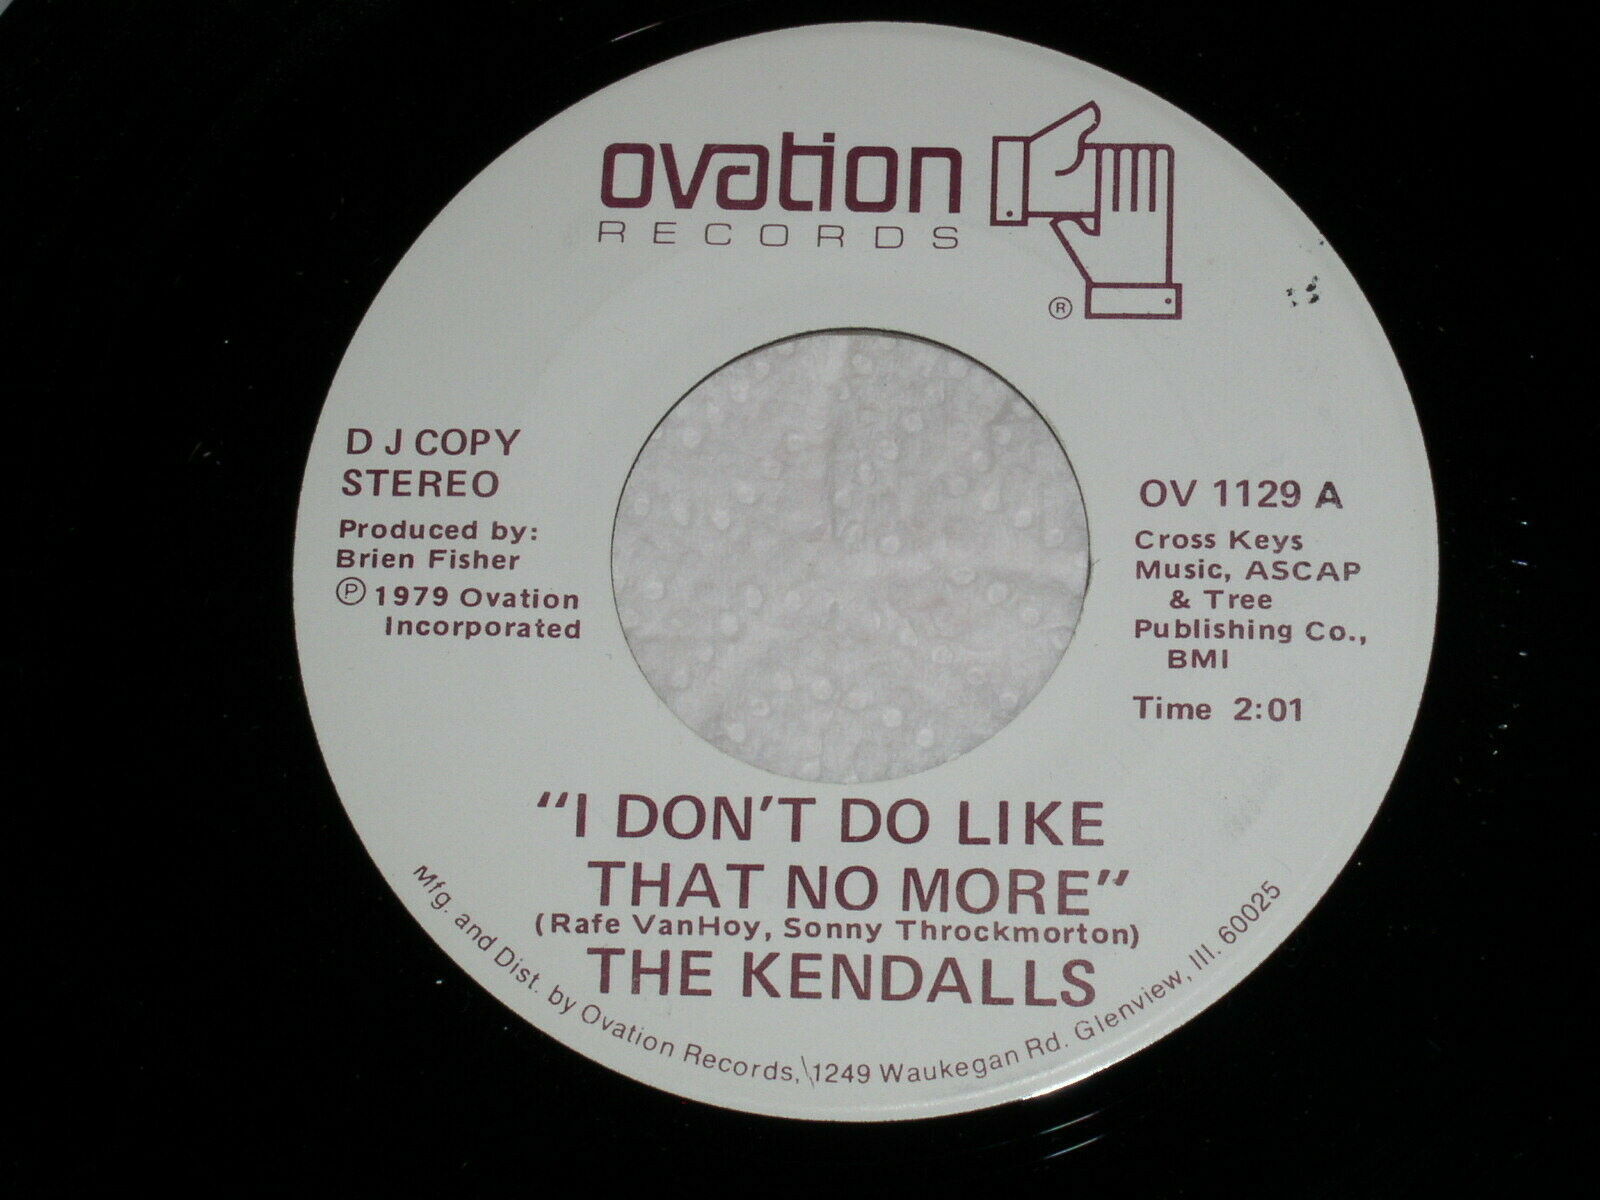 ovation
RECORDS
®
D J COPY
STEREO
Produced by:
Brien Fisher
℗ 1979 Ovation
Incorporated
OV 1129 A
Cross Keys
Music, ASCAP
& Tree
Publishing Co.,
BMI
Time 2:01
"I DON'T DO LIKE
THAT NO MORE"
(Rafe VanHoy, Sonny Throckmorton)
THE KENDALLS
Mfg. and Dist. by Ovation Records,\1249 Waukegan Rd. Glenview, Ill. 60025